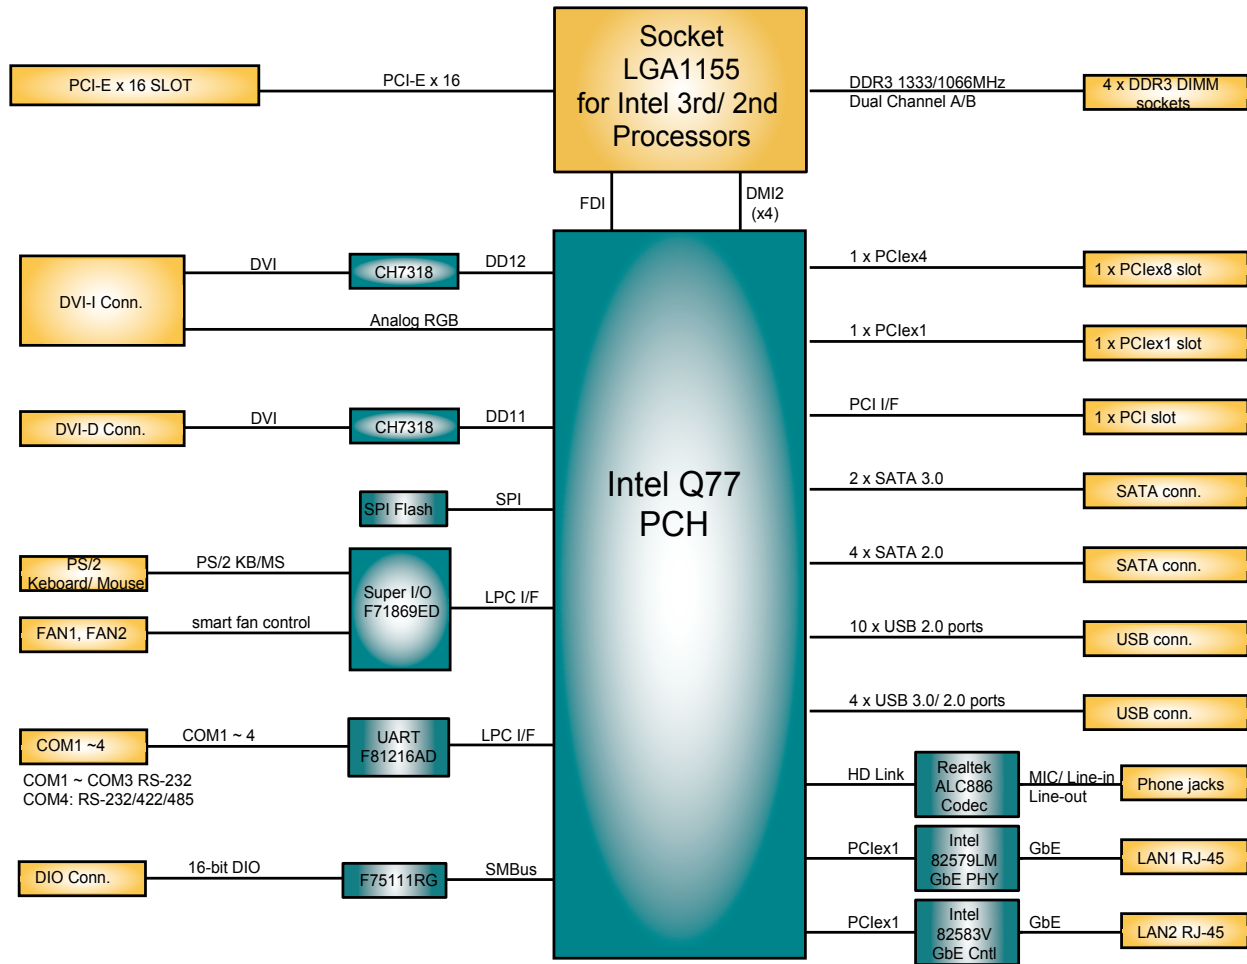 Socket
LGA1155
for Intel 3rd/ 2nd
Processors
PCI-E x 16 SLOT
PCI-E x 16
DDR3 1333/1066MHz
Dual Channel A/B
4 x DDR3 DIMM
sockets
FDI
DMI2
(x4)
Intel Q77
PCH
DVI-I Conn.
DVI
CH7318
DD12
Analog RGB
DVI-D Conn.
DVI
CH7318
DD11
SPI Flash
SPI
PS/2
Keboard/ Mouse
PS/2 KB/MS
Super I/O
F71869ED
LPC I/F
FAN1, FAN2
smart fan control
COM1 ~4
COM1 ~ 4
UART
F81216AD
LPC I/F
COM1 ~ COM3 RS-232
COM4: RS-232/422/485
DIO Conn.
16-bit DIO
F75111RG
SMBus
1 x PCIex4
1 x PCIex8 slot
1 x PCIex1
1 x PCIex1 slot
PCI I/F
1 x PCI slot
2 x SATA 3.0
SATA conn.
4 x SATA 2.0
SATA conn.
10 x USB 2.0 ports
USB conn.
4 x USB 3.0/ 2.0 ports
USB conn.
HD Link
Realtek
ALC886
Codec
MIC/ Line-in
Line-out
Phone jacks
PCIex1
Intel
82579LM
GbE PHY
GbE
LAN1 RJ-45
PCIex1
Intel
82583V
GbE Cntl
GbE
LAN2 RJ-45